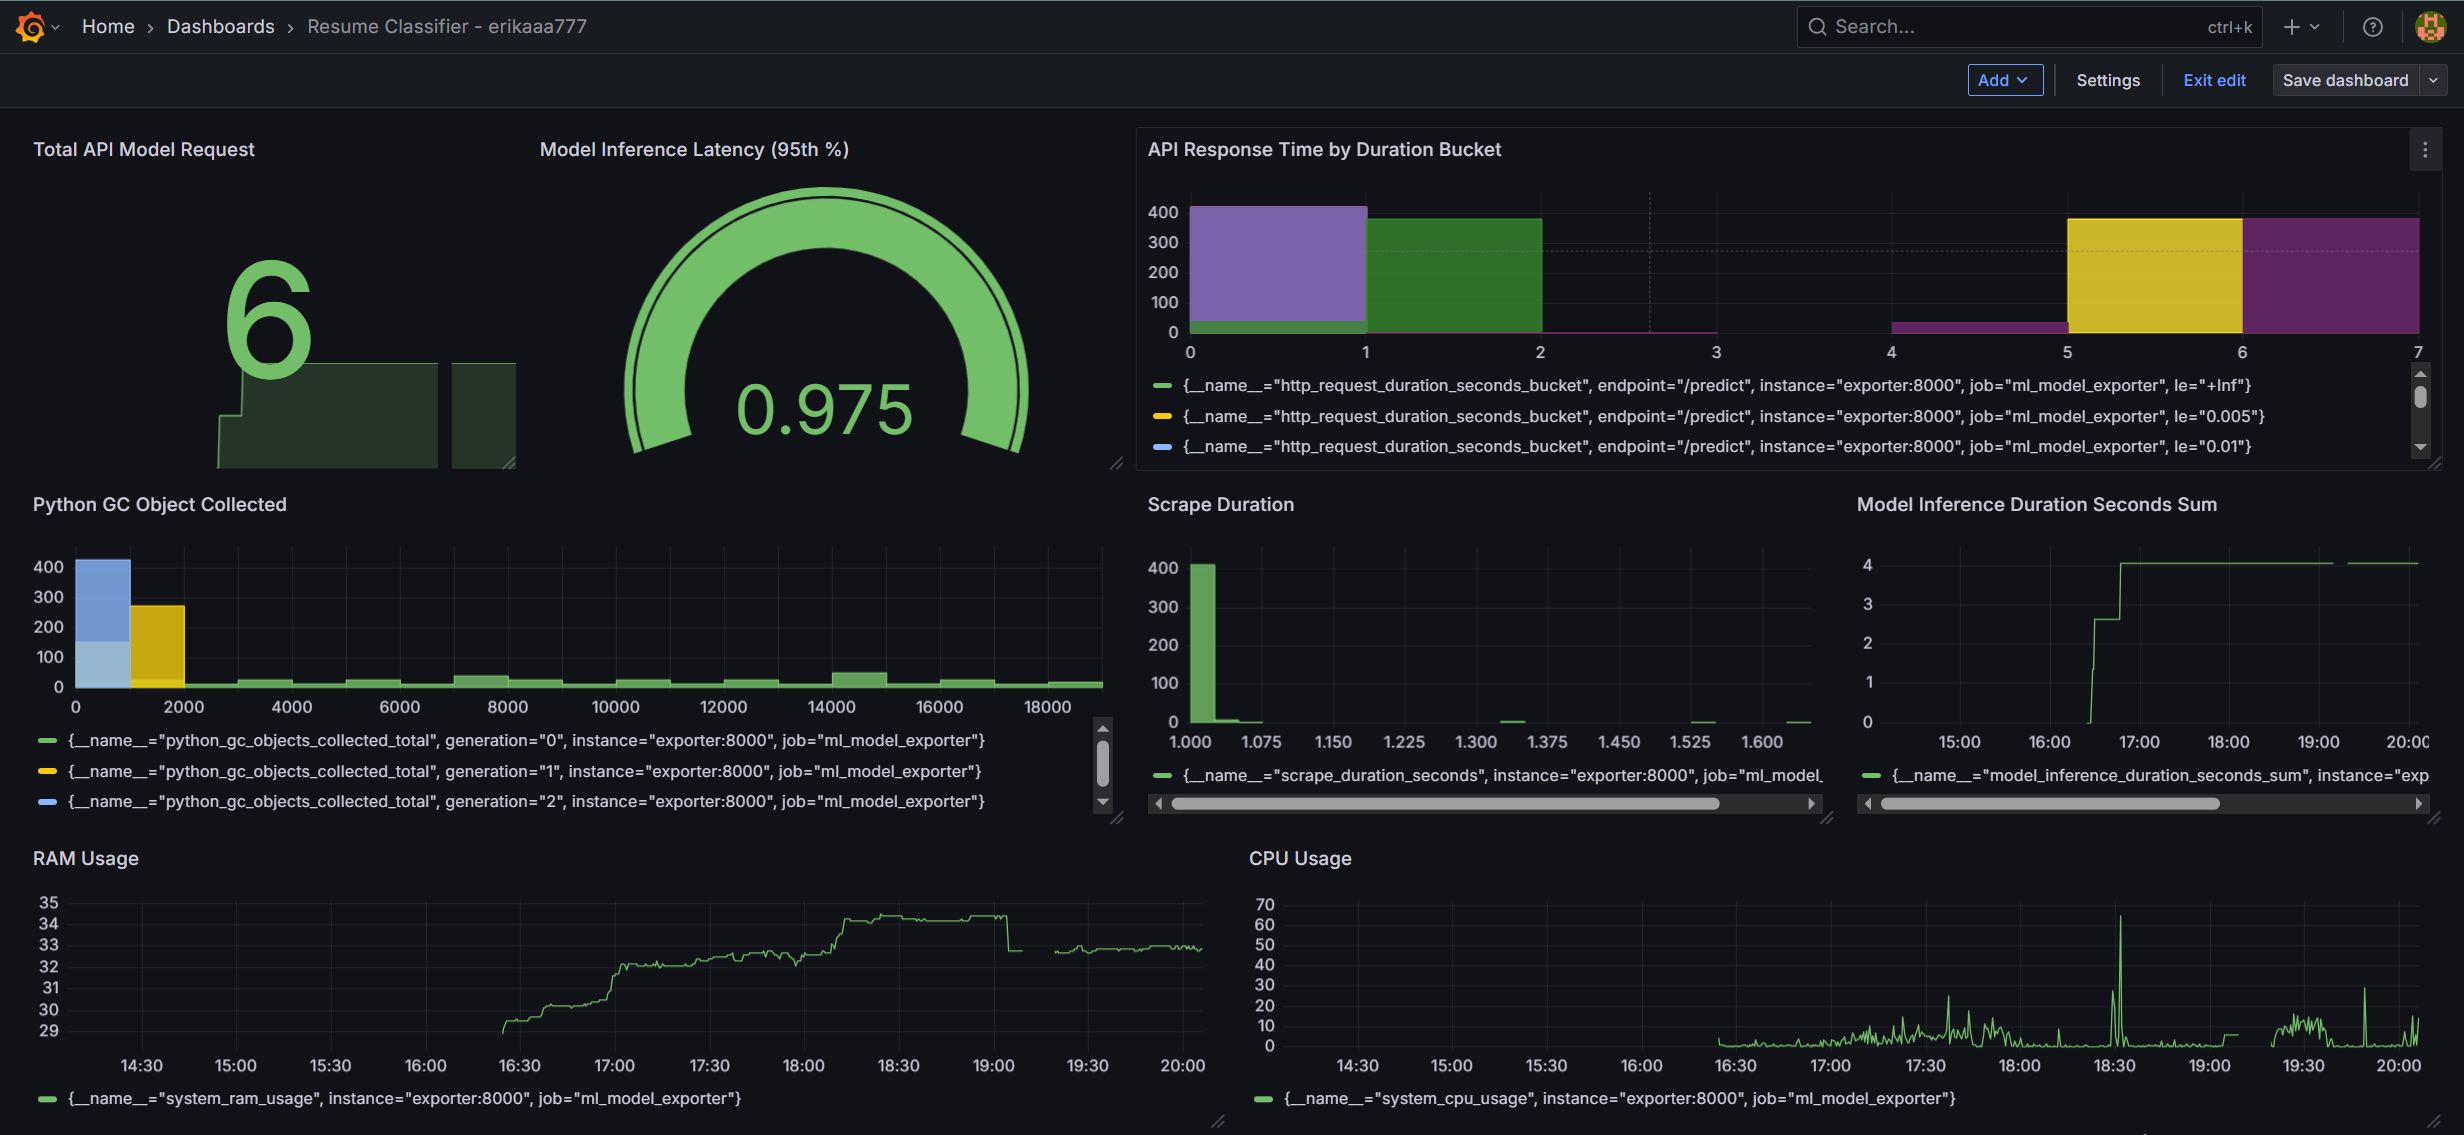 Home › Dashboards › Resume Classifier - erikaaa777
Search... ctrl+k
Add Settings Exit edit Save dashboard
Total API Model Request
6
Model Inference Latency (95th %)
0.975
API Response Time by Duration Bucket
400
300
200
100
0
0 1 2 3 4 5 6 7
{__name__="http_request_duration_seconds_bucket", endpoint="/predict", instance="exporter:8000", job="ml_model_exporter", le="+Inf"}
{__name__="http_request_duration_seconds_bucket", endpoint="/predict", instance="exporter:8000", job="ml_model_exporter", le="0.005"}
{__name__="http_request_duration_seconds_bucket", endpoint="/predict", instance="exporter:8000", job="ml_model_exporter", le="0.01"}
Python GC Object Collected
400
300
200
100
0
0 2000 4000 6000 8000 10000 12000 14000 16000 18000
{__name__="python_gc_objects_collected_total", generation="0", instance="exporter:8000", job="ml_model_exporter"}
{__name__="python_gc_objects_collected_total", generation="1", instance="exporter:8000", job="ml_model_exporter"}
{__name__="python_gc_objects_collected_total", generation="2", instance="exporter:8000", job="ml_model_exporter"}
Scrape Duration
400
300
200
100
0
1.000 1.075 1.150 1.225 1.300 1.375 1.450 1.525 1.600
{__name__="scrape_duration_seconds", instance="exporter:8000", job="ml_model_
Model Inference Duration Seconds Sum
4
3
2
1
0
15:00 16:00 17:00 18:00 19:00 20:00
{__name__="model_inference_duration_seconds_sum", instance="exp
RAM Usage
35
34
33
32
31
30
29
14:30 15:00 15:30 16:00 16:30 17:00 17:30 18:00 18:30 19:00 19:30 20:00
{__name__="system_ram_usage", instance="exporter:8000", job="ml_model_exporter"}
CPU Usage
70
60
50
40
30
20
10
0
14:30 15:00 15:30 16:00 16:30 17:00 17:30 18:00 18:30 19:00 19:30 20:00
{__name__="system_cpu_usage", instance="exporter:8000", job="ml_model_exporter"}